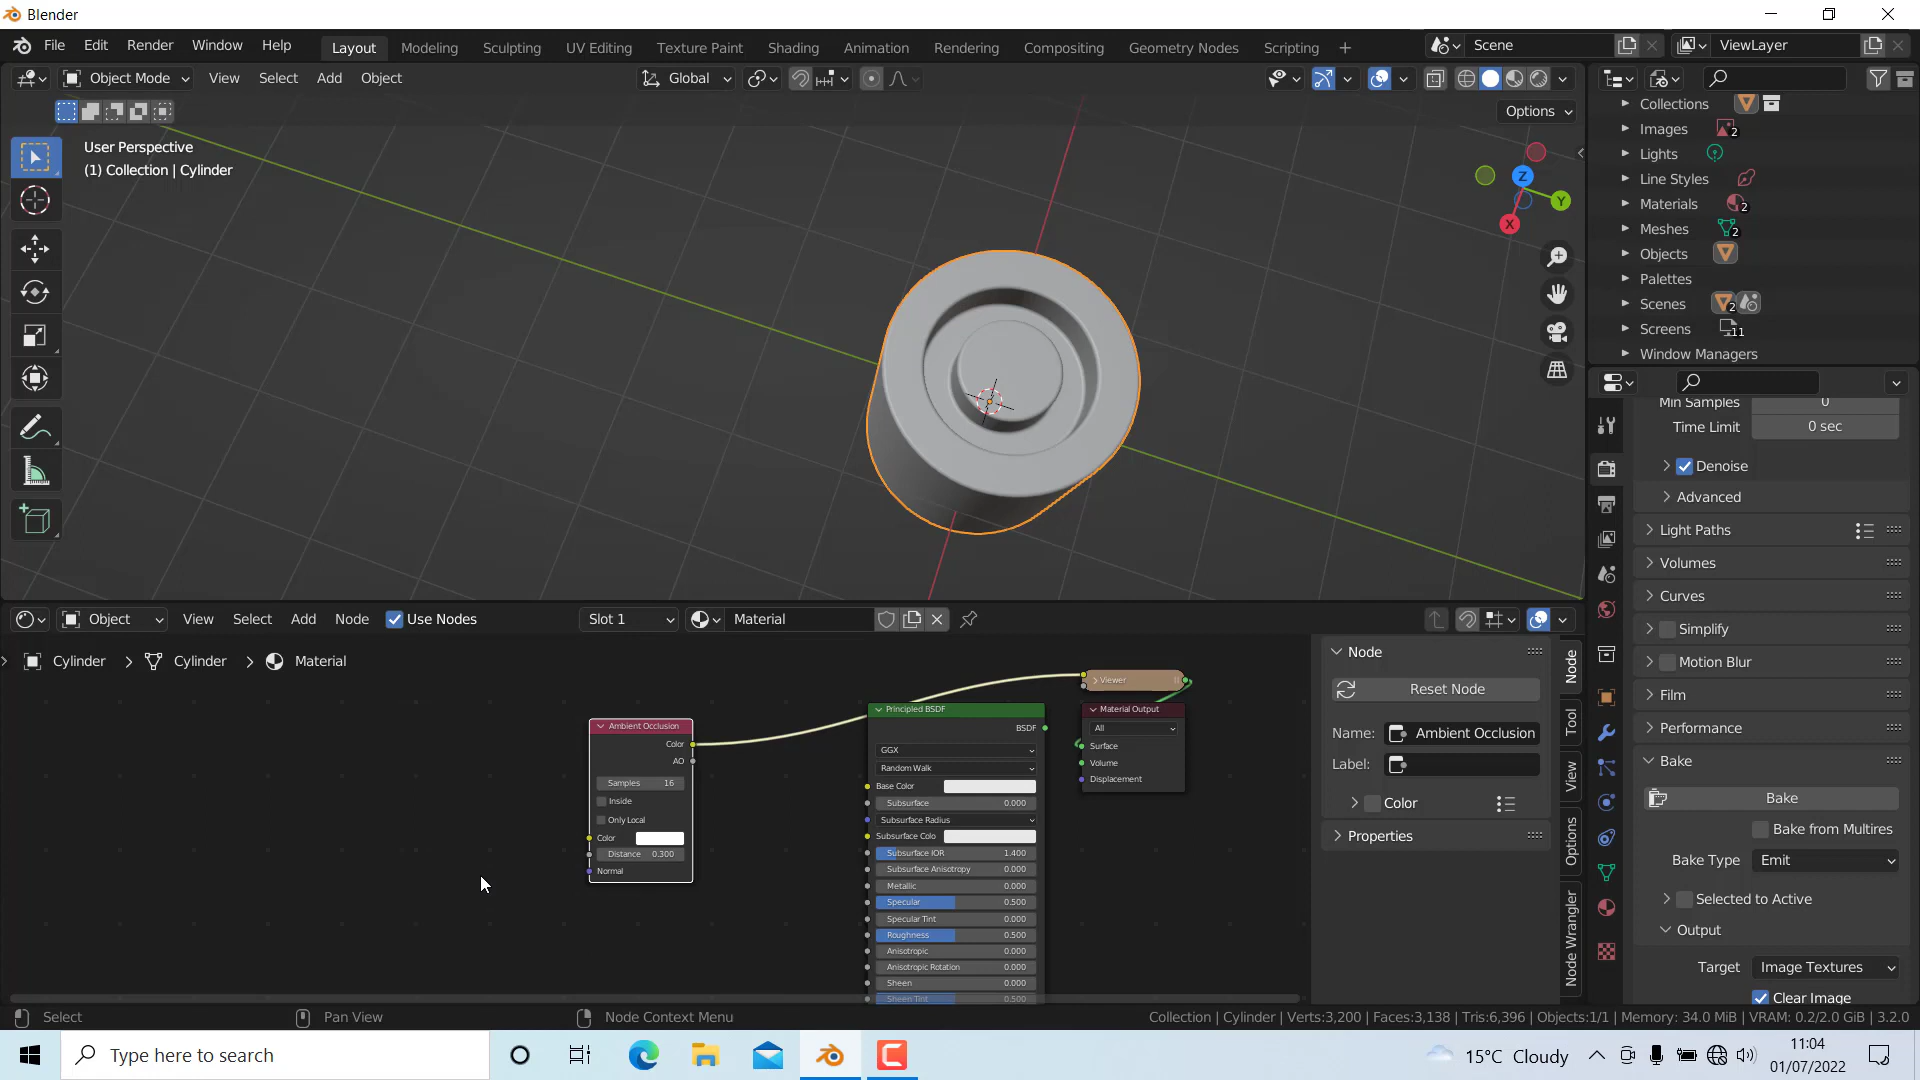 Blender
File Edit Render Window Help
Layout Modeling Sculpting UV Editing Texture Paint Shading Animation Rendering Compositing Geometry Nodes Scripting +
Scene
ViewLayer
Object Mode View Select Add Object
Global
Options
User Perspective
(1) Collection | Cylinder
Z
Y
X
Collections
Images 2
Lights
Line Styles
Materials 2
Meshes 2
Objects
Palettes
Scenes 2
Screens 11
Window Managers
Min Samples 0
Time Limit 0 sec
Denoise
Advanced
Light Paths
Volumes
Curves
Simplify
Motion Blur
Film
Performance
Bake
Bake
Bake from Multires
Bake Type Emit
Selected to Active
Output
Target Image Textures
Clear Image
Object View Select Add Node Use Nodes Slot 1 Material
Cylinder > Cylinder > Material
Ambient Occlusion
Color
AO
Samples 16
Inside
Only Local
Color
Distance 0.300
Normal
Principled BSDF
BSDF
GGX
Random Walk
Base Color
Subsurface 0.000
Subsurface Radius
Subsurface Colo
Subsurface IOR 1.400
Subsurface Anisotropy 0.000
Metallic 0.000
Specular 0.500
Specular Tint 0.000
Roughness 0.500
Anisotropic 0.000
Anisotropic Rotation 0.000
Sheen 0.000
Sheen Tint 0.500
Viewer
Material Output
All
Surface
Volume
Displacement
Node
Reset Node
Name: Ambient Occlusion
Label:
Color
Properties
Node
Tool
View
Options
Node Wrangler
Select Pan View Node Context Menu
Collection | Cylinder | Verts:3,200 | Faces:3,138 | Tris:6,396 | Objects:1/1 | Memory: 34.0 MiB | VRAM: 0.2/2.0 GiB | 3.2.0
Type here to search
15°C Cloudy
11:04
01/07/2022